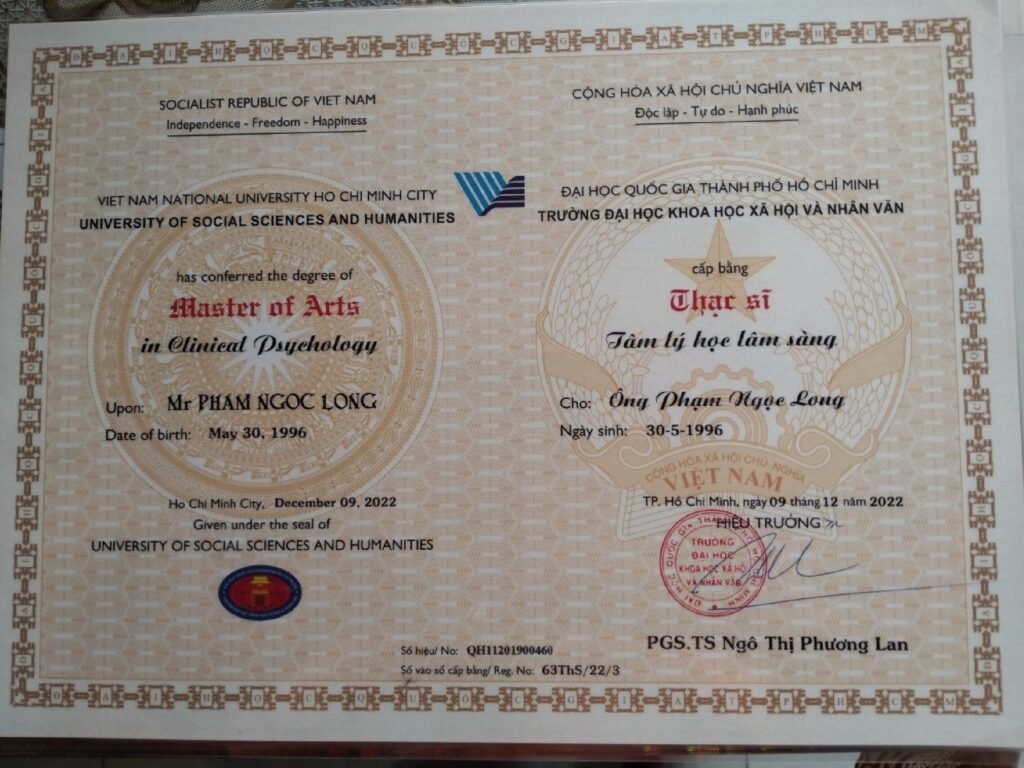 SOCIALIST REPUBLIC OF VIET NAM
Independence - Freedom - Happiness
VIET NAM NATIONAL UNIVERSITY HO CHI MINH CITY
UNIVERSITY OF SOCIAL SCIENCES AND HUMANITIES
has conferred the degree of
Master of Arts
in Clinical Psychology
Upon: Mr PHAM NGOC LONG
Date of birth: May 30, 1996
Ho Chi Minh City, December 09, 2022
Given under the seal of
UNIVERSITY OF SOCIAL SCIENCES AND HUMANITIES
CỘNG HÒA XÃ HỘI CHỦ NGHĨA VIỆT NAM
Độc lập - Tự do - Hạnh phúc
ĐẠI HỌC QUỐC GIA THÀNH PHỐ HỒ CHÍ MINH
TRƯỜNG ĐẠI HỌC KHOA HỌC XÃ HỘI VÀ NHÂN VĂN
cấp bằng
Thạc sĩ
Tâm lý học lâm sàng
Cho: Ông Phạm Ngọc Long
Ngày sinh: 30-5-1996
CỘNG HÒA XÃ HỘI CHỦ NGHĨA
VIỆT NAM
TP. Hồ Chí Minh, ngày 09 tháng 12 năm 2022
HIỆU TRƯỞNG
TRƯỜNG
ĐẠI HỌC
KHOA HỌC XÃ HỘI
VÀ NHÂN VĂN
PGS.TS Ngô Thị Phương Lan
Số hiệu/ No: QH11201900460
Số vào sổ cấp bằng/ Reg. No: 63ThS/22/3